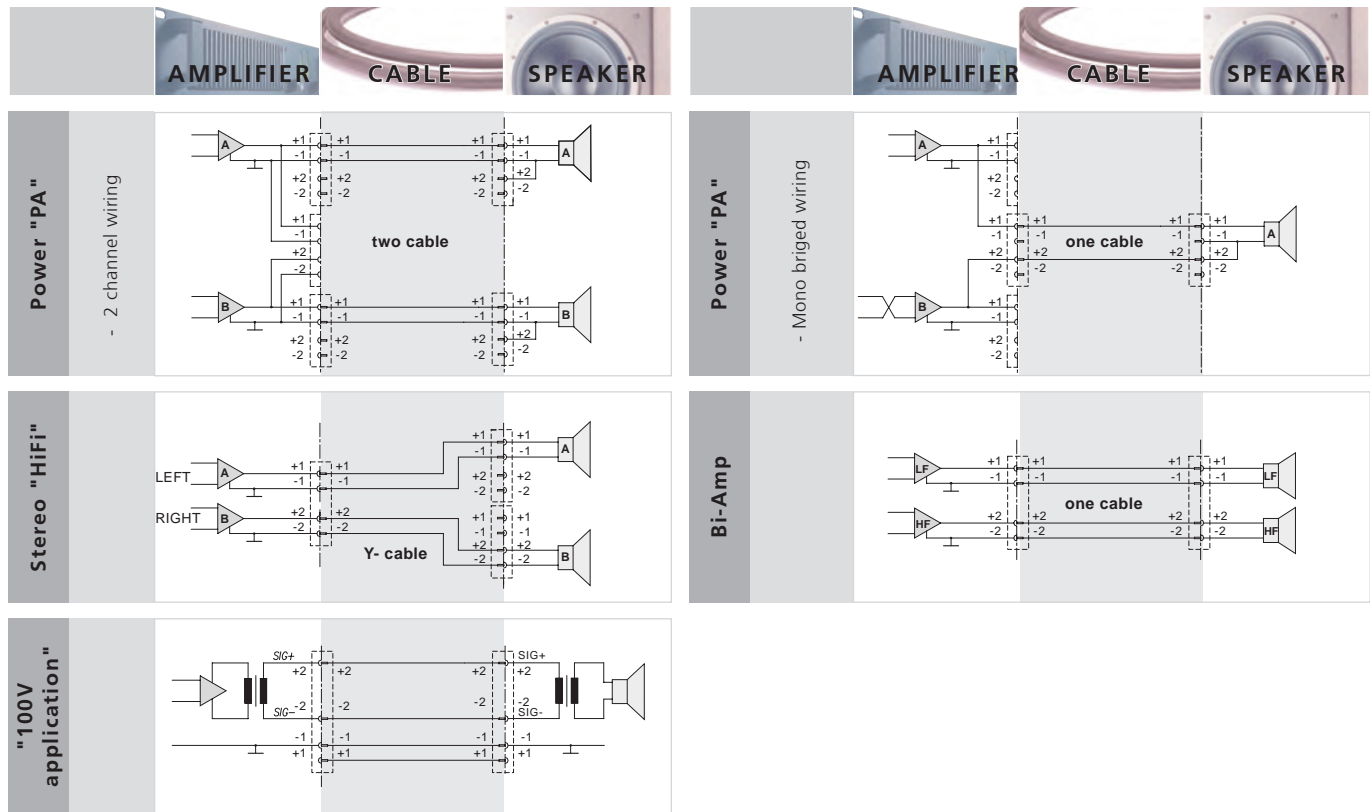 AMPLIFIER CABLE SPEAKER
AMPLIFIER CABLE SPEAKER
Power "PA"
- 2 channel wiring
A
+1 +1 +1 +1
-1 -1 -1 -1
A
+2 +2 +2 +2
-2 -2 -2 -2
+1
-1
+2
-2
two cable
B
+1 +1 +1 +1
-1 -1 -1 -1
B
+2 +2 +2 +2
-2 -2 -2 -2
Power "PA"
- Mono briged wiring
A
+1
-1
+2
-2
+1 +1 +1 +1
-1 -1 -1 -1
A
one cable
+2 +2 +2 +2
-2 -2 -2 -2
B
+1
-1
+2
-2
Stereo "HiFi"
LEFT
A
+1 +1 +1 +1
-1 -1 -1 -1
A
+2 +2
-2 -2
RIGHT
B
+2 +2
-2 -2
+1 +1
-1 -1
+2 +2
-2 -2
B
Y- cable
Bi-Amp
LF
+1 +1 +1 +1
-1 -1 -1 -1
LF
one cable
HF
+2 +2 +2 +2
-2 -2 -2 -2
HF
"100V
application"
SIG+ SIG+
+2 +2 +2 +2
-2 -2 -2 -2
SIG- SIG-
-1 -1 -1 -1
+1 +1 +1 +1